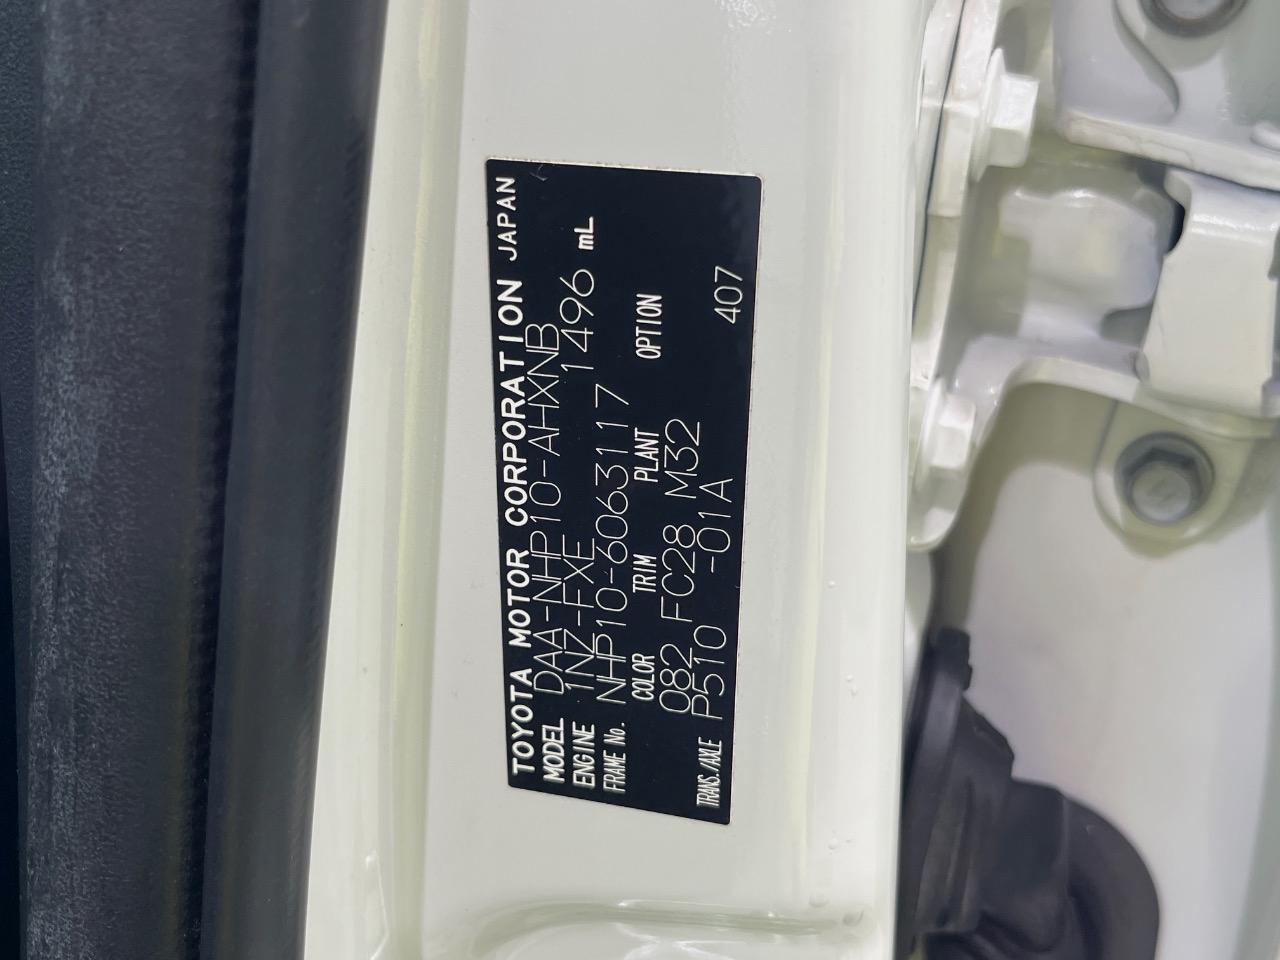 TOYOTA MOTOR CORPORATION JAPAN
MODEL DAA-NHP10-AHXNB
ENGINE 1NZ-FXE 1496 mL
FRAME No. NHP10-6063117
COLOR TRIM PLANT OPTION
082 FC28 M32
TRANS./AXLE P510 -01A 407